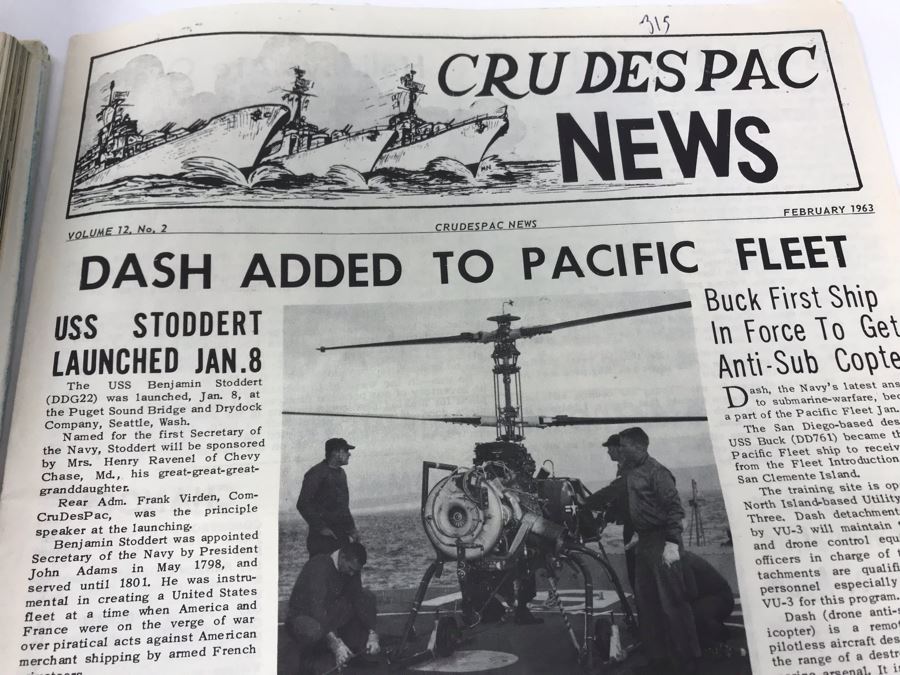 315
CRUDESPAC
NEWS
VOLUME 12, No. 2
CRUDESPAC NEWS
FEBRUARY 1963
DASH ADDED TO PACIFIC FLEET
USS STODDERT
LAUNCHED JAN.8
The USS Benjamin Stoddert
(DDG22) was launched, Jan. 8, at
the Puget Sound Bridge and Drydock
Company, Seattle, Wash.
Named for the first Secretary of
the Navy, Stoddert will be sponsored
by Mrs. Henry Ravenel of Chevy
Chase, Md., his great-great-great-
granddaughter.
Rear Adm. Frank Virden, Com-
CruDesPac, was the principle
speaker at the launching.
Benjamin Stoddert was appointed
Secretary of the Navy by President
John Adams in May 1798, and
served until 1801. He was instru-
mental in creating a United States
fleet at a time when America and
France were on the verge of war
over piratical acts against American
merchant shipping by armed French
Buck First Ship
In Force To Get
Anti-Sub Copte
Dash, the Navy's latest ans
to submarine-warfare, bec
a part of the Pacific Fleet Jan.
The San Diego-based des
USS Buck (DD761) became th
Pacific Fleet ship to receiv
from the Fleet Introduction
San Clemente Island.
The training site is op
North Island-based Utility
Three. Dash detachment
by VU-3 will maintain
and drone control equ
officers in charge of t
tachments are qualifi
personnel especially
VU-3 for this program.
Dash (drone anti-s
icopter) is a remot
pilotless aircraft des
the range of a destr
marine arsenal. It i